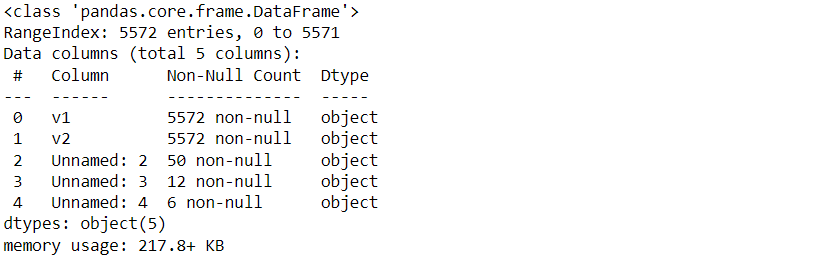 <class 'pandas.core.frame.DataFrame'>
RangeIndex: 5572 entries, 0 to 5571
Data columns (total 5 columns):
 #   Column      Non-Null Count  Dtype
---  ------      --------------  -----
 0   v1          5572 non-null   object
 1   v2          5572 non-null   object
 2   Unnamed: 2  50 non-null     object
 3   Unnamed: 3  12 non-null     object
 4   Unnamed: 4  6 non-null      object
dtypes: object(5)
memory usage: 217.8+ KB